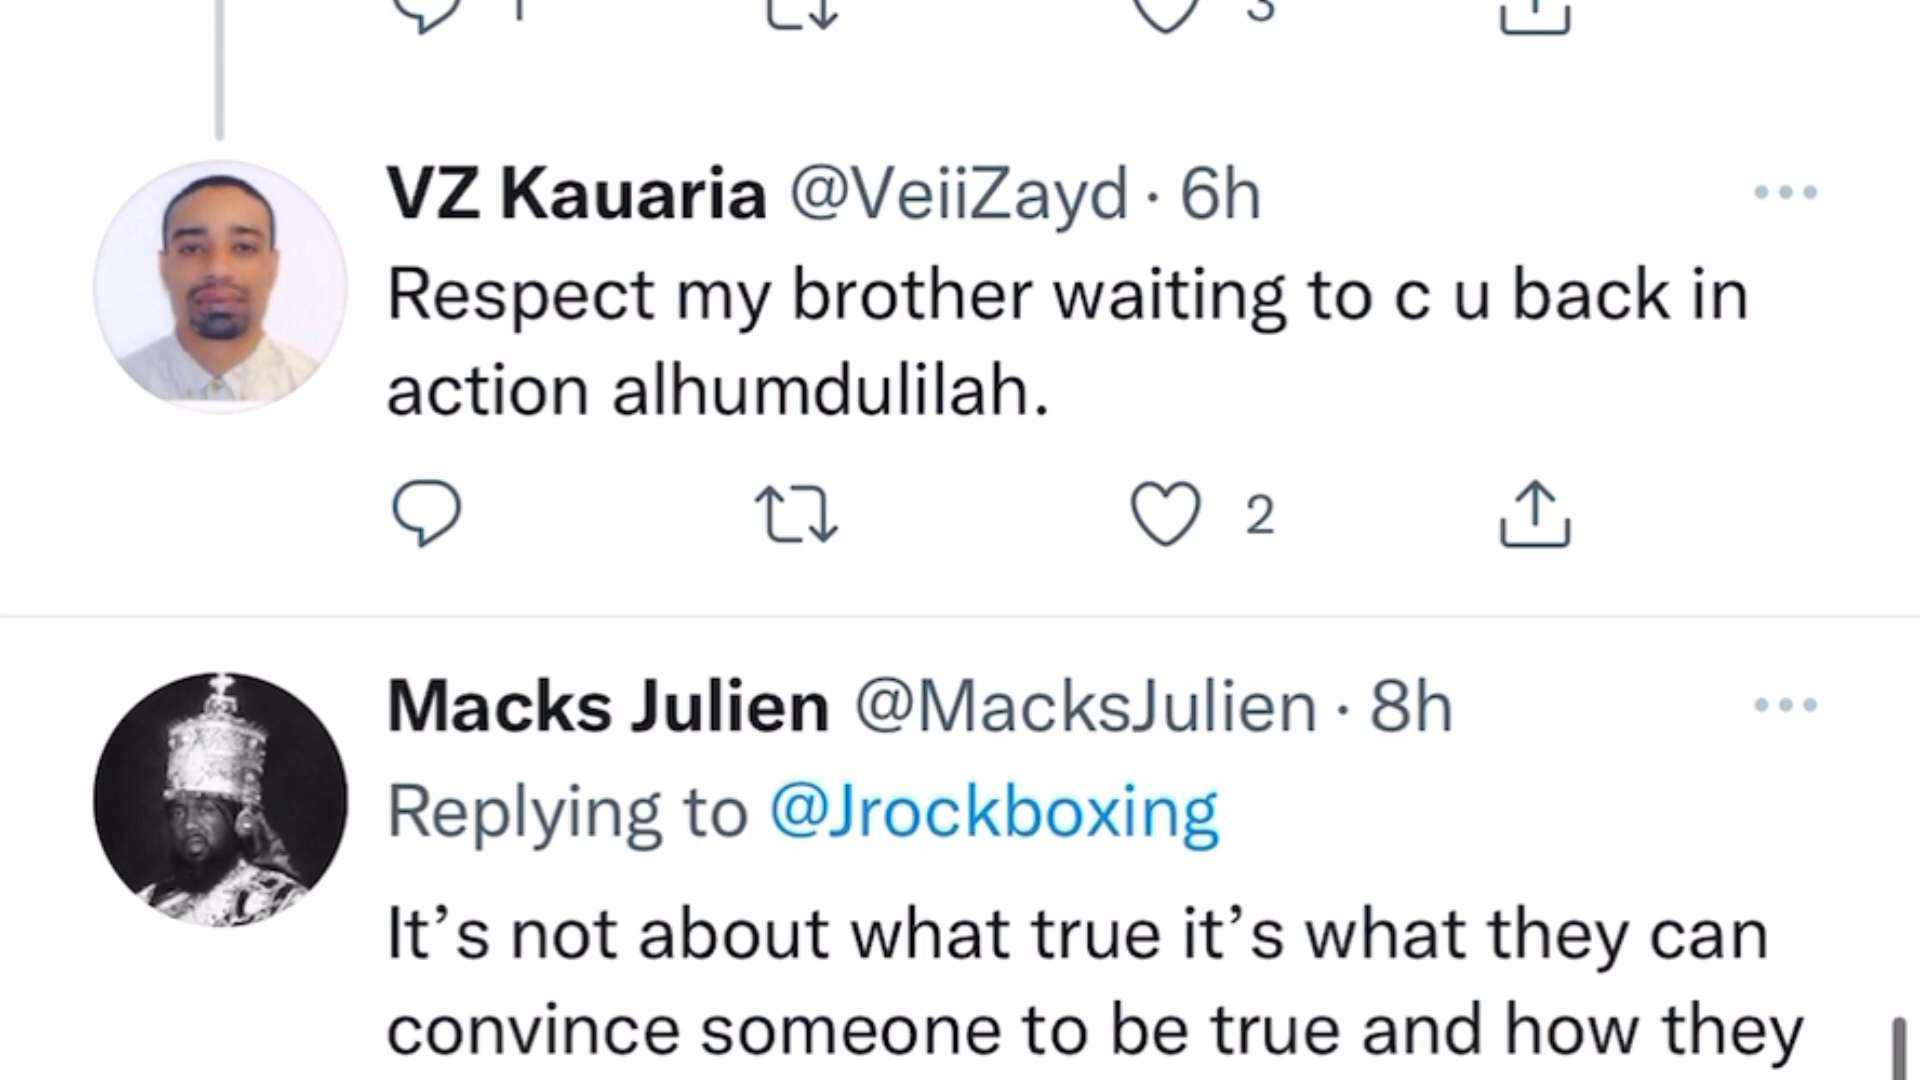 1 3
VZ Kauaria @VeiiZayd · 6h
Respect my brother waiting to c u back in
action alhumdulilah.
2
Macks Julien @MacksJulien · 8h
Replying to @Jrockboxing
It’s not about what true it’s what they can
convince someone to be true and how they